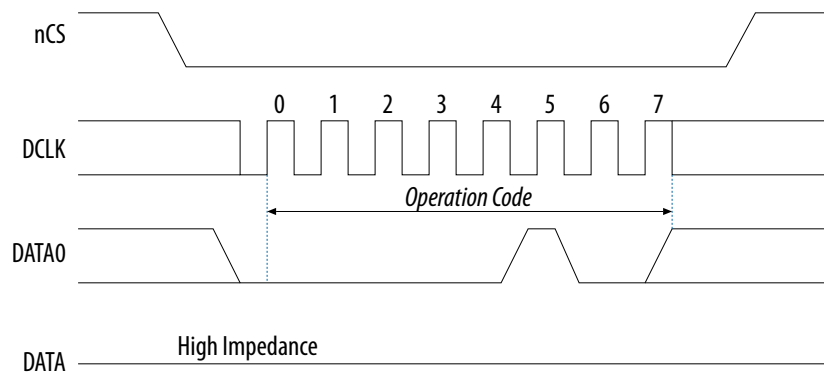 nCS
0 1 2 3 4 5 6 7
DCLK
Operation Code
DATA0
High Impedance
DATA